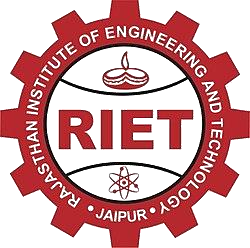 RAJASTHAN INSTITUTE OF ENGINEERING AND TECHNOLOGY
RIET
• JAIPUR •